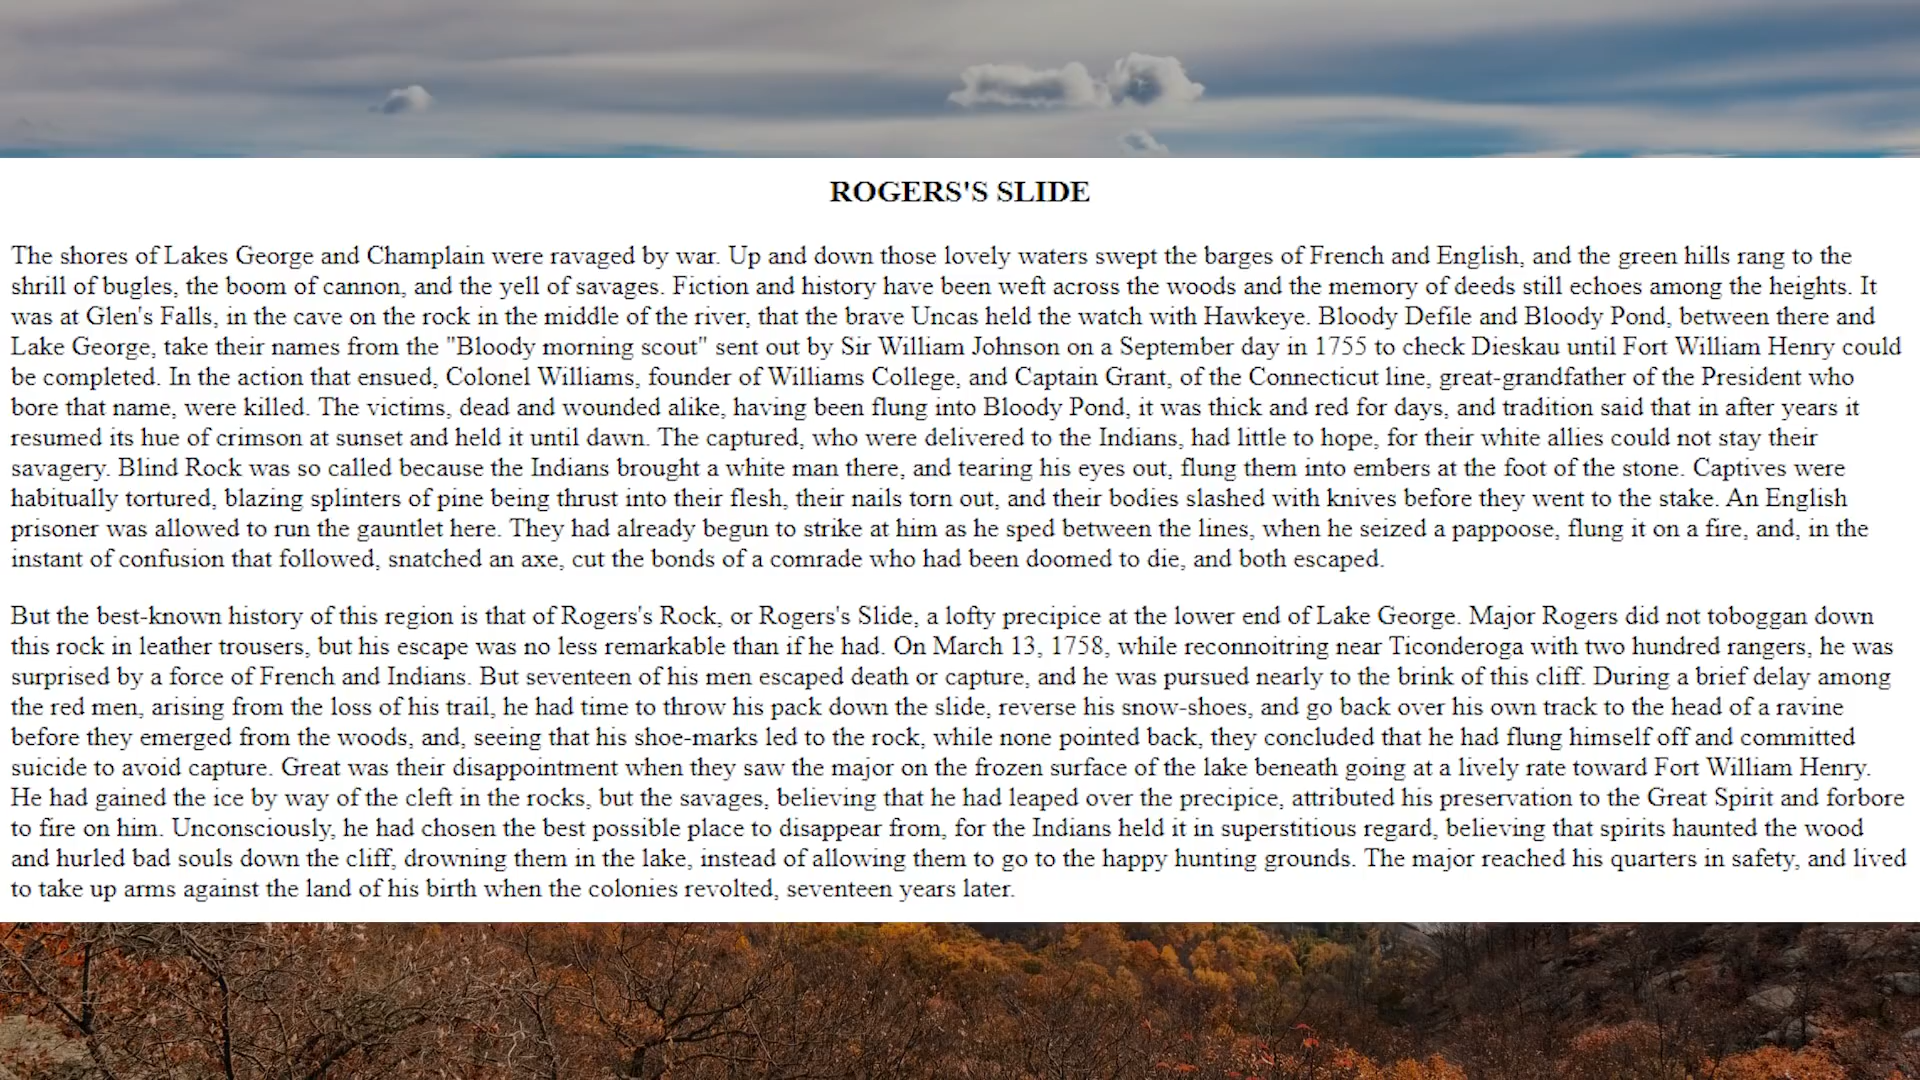 ROGERS'S SLIDE
The shores of Lakes George and Champlain were ravaged by war. Up and down those lovely waters swept the barges of French and English, and the green hills rang to the
shrill of bugles, the boom of cannon, and the yell of savages. Fiction and history have been weft across the woods and the memory of deeds still echoes among the heights. It
was at Glen's Falls, in the cave on the rock in the middle of the river, that the brave Uncas held the watch with Hawkeye. Bloody Defile and Bloody Pond, between there and
Lake George, take their names from the "Bloody morning scout" sent out by Sir William Johnson on a September day in 1755 to check Dieskau until Fort William Henry could
be completed. In the action that ensued, Colonel Williams, founder of Williams College, and Captain Grant, of the Connecticut line, great-grandfather of the President who
bore that name, were killed. The victims, dead and wounded alike, having been flung into Bloody Pond, it was thick and red for days, and tradition said that in after years it
resumed its hue of crimson at sunset and held it until dawn. The captured, who were delivered to the Indians, had little to hope, for their white allies could not stay their
savagery. Blind Rock was so called because the Indians brought a white man there, and tearing his eyes out, flung them into embers at the foot of the stone. Captives were
habitually tortured, blazing splinters of pine being thrust into their flesh, their nails torn out, and their bodies slashed with knives before they went to the stake. An English
prisoner was allowed to run the gauntlet here. They had already begun to strike at him as he sped between the lines, when he seized a pappoose, flung it on a fire, and, in the
instant of confusion that followed, snatched an axe, cut the bonds of a comrade who had been doomed to die, and both escaped.
But the best-known history of this region is that of Rogers's Rock, or Rogers's Slide, a lofty precipice at the lower end of Lake George. Major Rogers did not toboggan down
this rock in leather trousers, but his escape was no less remarkable than if he had. On March 13, 1758, while reconnoitring near Ticonderoga with two hundred rangers, he was
surprised by a force of French and Indians. But seventeen of his men escaped death or capture, and he was pursued nearly to the brink of this cliff. During a brief delay among
the red men, arising from the loss of his trail, he had time to throw his pack down the slide, reverse his snow-shoes, and go back over his own track to the head of a ravine
before they emerged from the woods, and, seeing that his shoe-marks led to the rock, while none pointed back, they concluded that he had flung himself off and committed
suicide to avoid capture. Great was their disappointment when they saw the major on the frozen surface of the lake beneath going at a lively rate toward Fort William Henry.
He had gained the ice by way of the cleft in the rocks, but the savages, believing that he had leaped over the precipice, attributed his preservation to the Great Spirit and forbore
to fire on him. Unconsciously, he had chosen the best possible place to disappear from, for the Indians held it in superstitious regard, believing that spirits haunted the wood
and hurled bad souls down the cliff, drowning them in the lake, instead of allowing them to go to the happy hunting grounds. The major reached his quarters in safety, and lived
to take up arms against the land of his birth when the colonies revolted, seventeen years later.